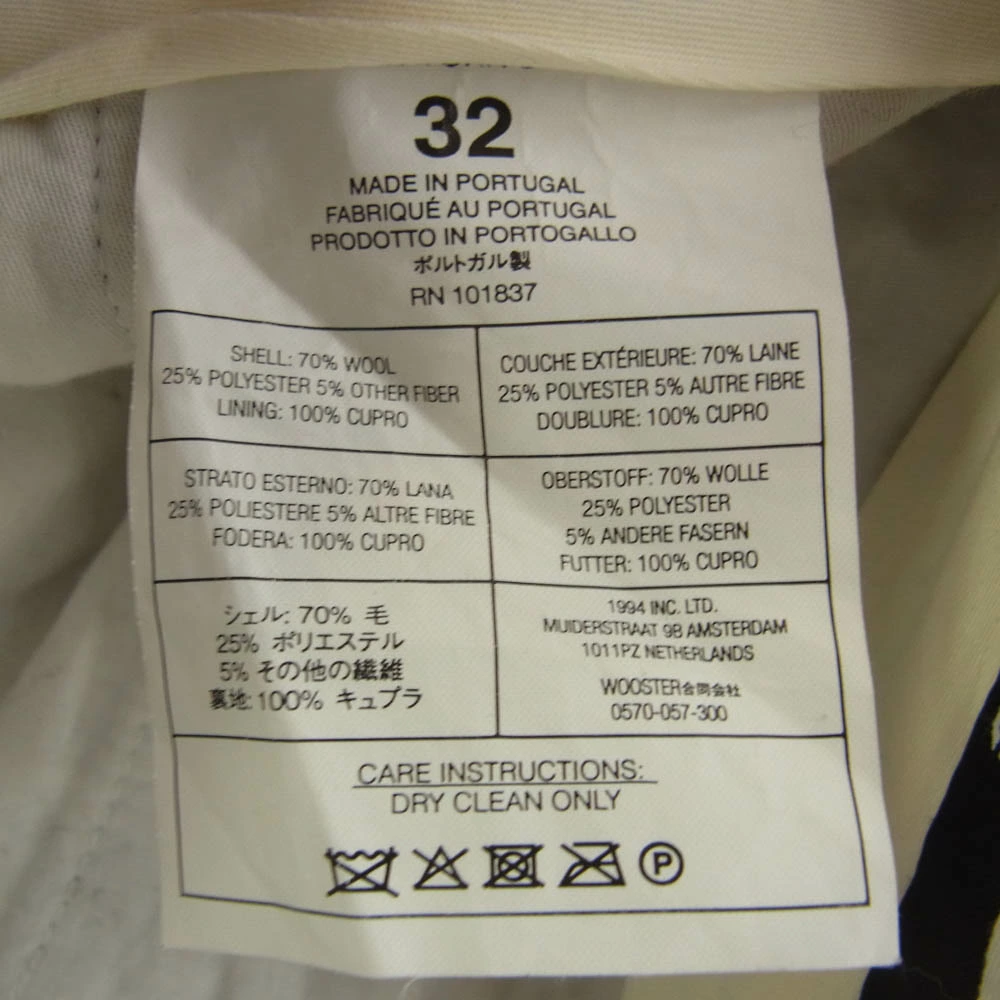 32
MADE IN PORTUGAL
FABRIQUÉ AU PORTUGAL
PRODOTTO IN PORTOGALLO
ポルトガル製
RN 101837
SHELL: 70% WOOL
25% POLYESTER 5% OTHER FIBER
LINING: 100% CUPRO
COUCHE EXTÉRIEURE: 70% LAINE
25% POLYESTER 5% AUTRE FIBRE
DOUBLURE: 100% CUPRO
STRATO ESTERNO: 70% LANA
25% POLIESTERE 5% ALTRE FIBRE
FODERA: 100% CUPRO
OBERSTOFF: 70% WOLLE
25% POLYESTER
5% ANDERE FASERN
FUTTER: 100% CUPRO
シェル: 70% 毛
25% ポリエステル
5% その他の繊維
裏地: 100% キュプラ
1994 INC. LTD.
MUIDERSTRAAT 9B AMSTERDAM
1011PZ NETHERLANDS
WOOSTER合同会社
0570-057-300
CARE INSTRUCTIONS:
DRY CLEAN ONLY
P